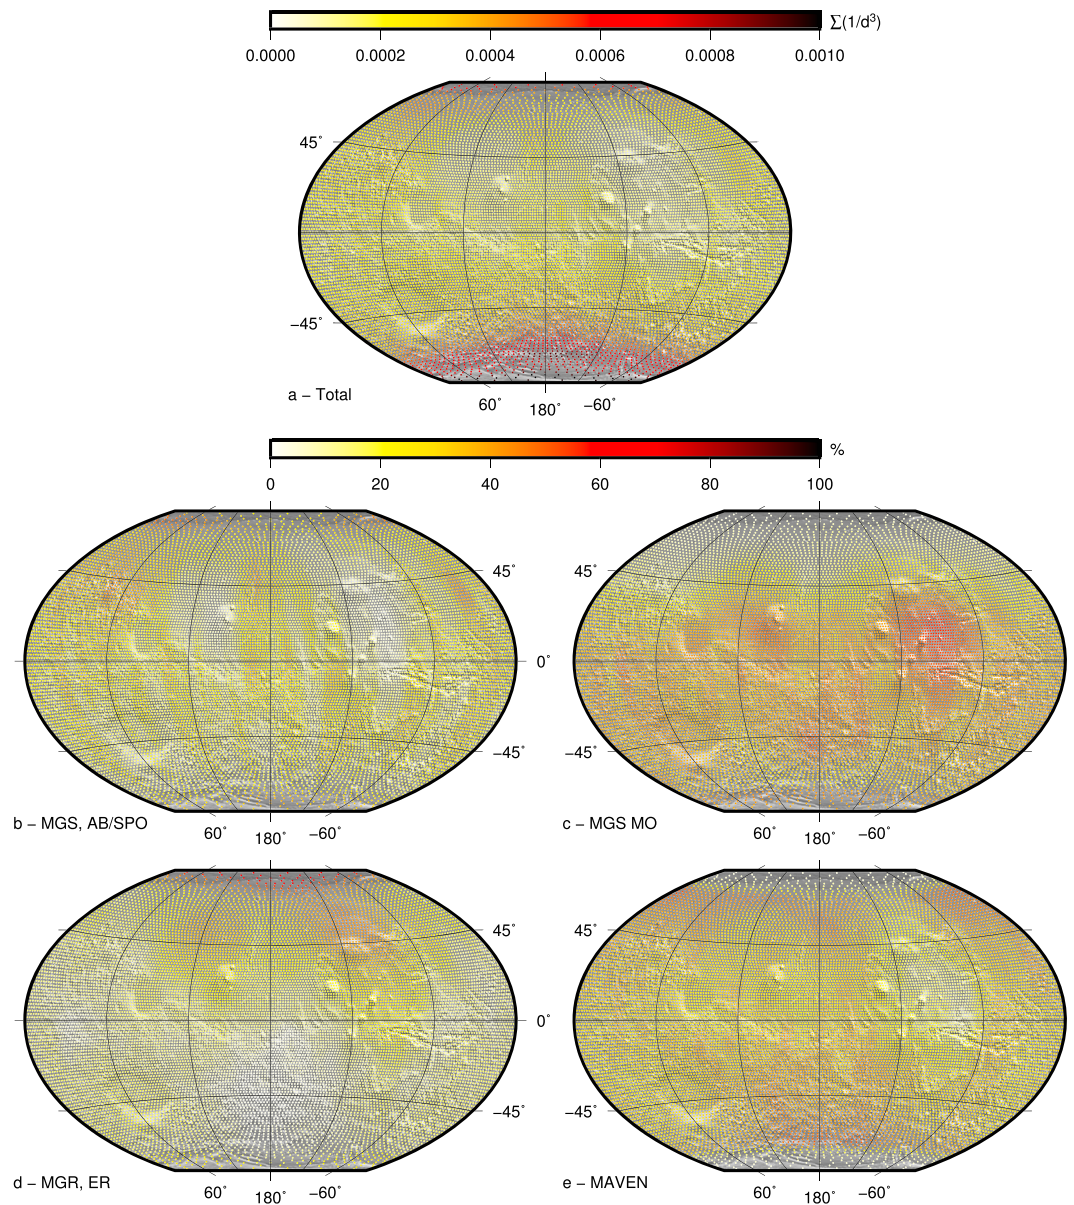 Σ(1/d³)
0.0000 0.0002 0.0004 0.0006 0.0008 0.0010
45˚
−45˚
a − Total
60˚ 180˚ −60˚
%
0 20 40 60 80 100
45˚ 45˚
0˚
−45˚ −45˚
b − MGS, AB/SPO
60˚ 180˚ −60˚
c − MGS MO
60˚ 180˚ −60˚
45˚ 45˚
0˚
−45˚ −45˚
d − MGR, ER
60˚ 180˚ −60˚
e − MAVEN
60˚ 180˚ −60˚